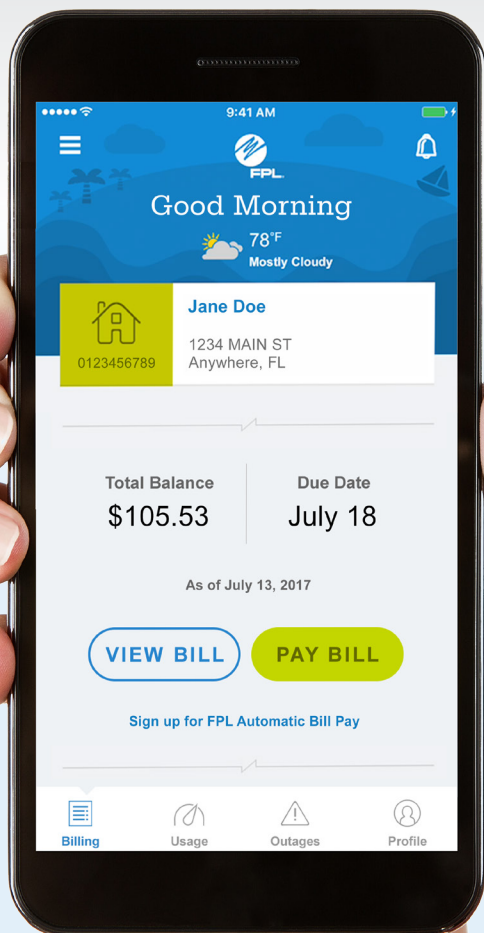 9:41 AM
FPL.
Good Morning
78°F
Mostly Cloudy
Jane Doe
0123456789
1234 MAIN ST
Anywhere, FL
Total Balance
Due Date
$105.53
July 18
As of July 13, 2017
VIEW BILL
PAY BILL
Sign up for FPL Automatic Bill Pay
Billing
Usage
Outages
Profile